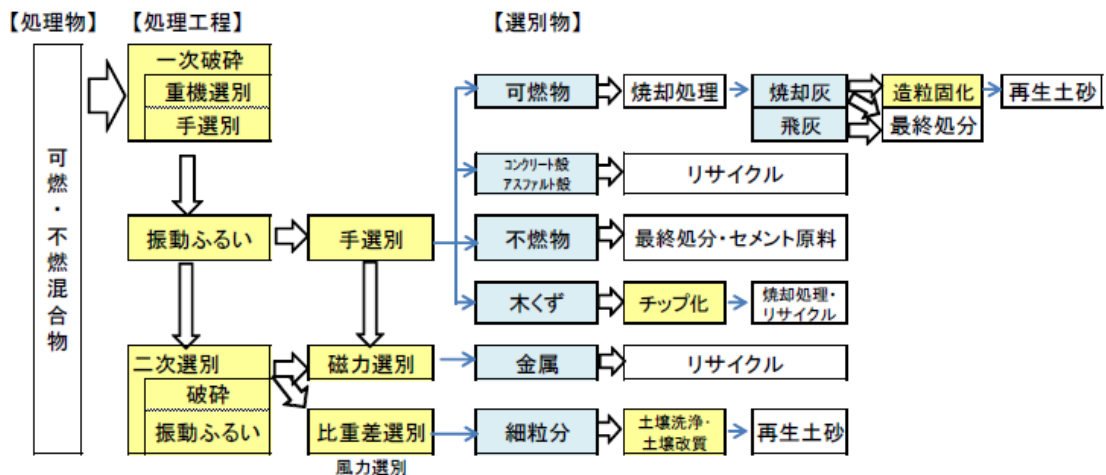 【処理物】
【処理工程】
【選別物】
可燃・不燃混合物
一次破砕
重機選別
手選別
振動ふるい
手選別
二次選別
破砕
振動ふるい
磁力選別
比重差選別
風力選別
可燃物
焼却処理
焼却灰
造粒固化
再生土砂
飛灰
最終処分
コンクリート殻
アスファルト殻
リサイクル
不燃物
最終処分・セメント原料
木くず
チップ化
焼却処理・
リサイクル
金属
リサイクル
細粒分
土壌洗浄・
土壌改質
再生土砂